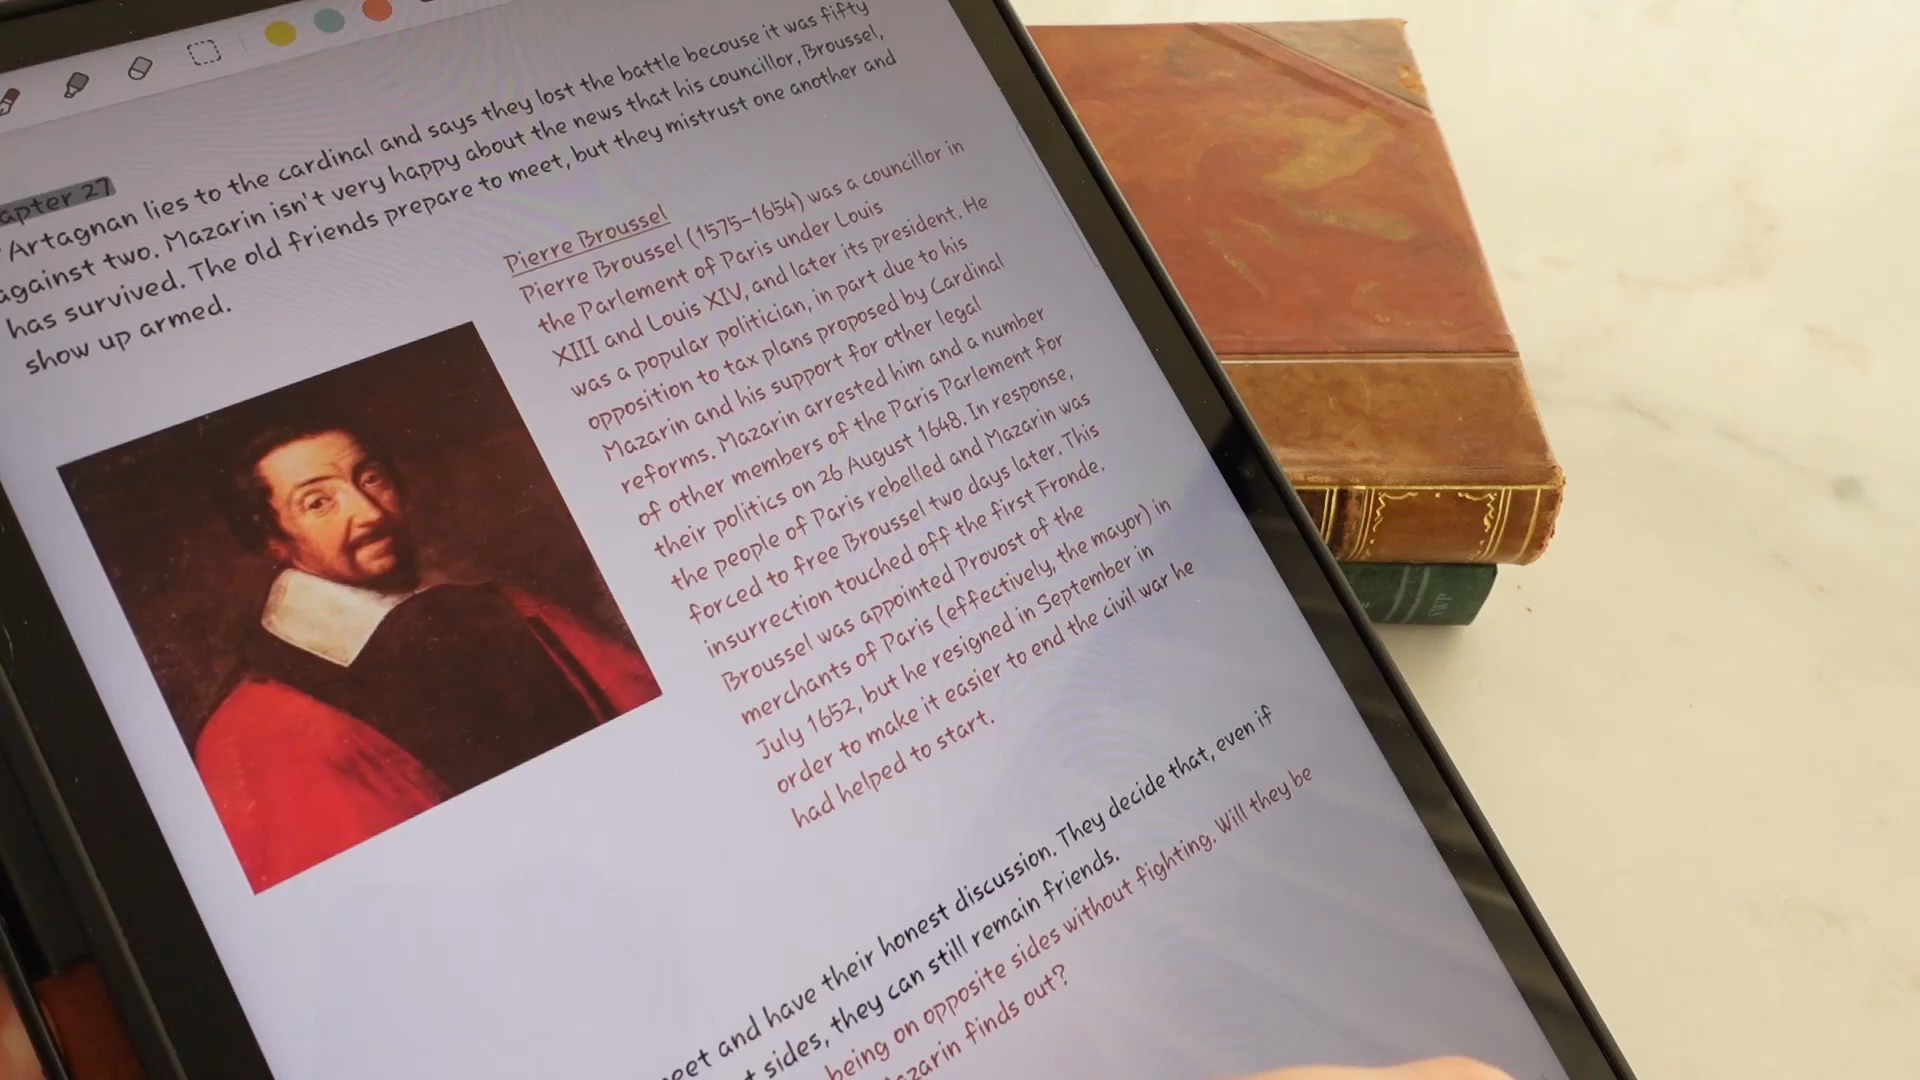 apter 27
Artagnan lies to the cardinal and says they lost the battle becouse it was fifty
against two. Mazarin isn't very happy about the news that his councillor, Broussel,
has survived. The old friends prepare to meet, but they mistrust one another and
show up armed.
Pierre Broussel
Pierre Broussel (1575-1654) was a councillor in
the Parlement of Paris under Louis
XIII and Louis XIV, and later its president. He
was a popular politician, in part due to his
opposition to tax plans proposed by Cardinal
Mazarin and his support for other legal
reforms. Mazarin arrested him and a number
of other members of the Paris Parlement for
their politics on 26 August 1648. In response,
the people of Paris rebelled and Mazarin was
forced to free Broussel two days later. This
insurrection touched off the first Fronde.
Broussel was appointed Provost of the
merchants of Paris (effectively, the mayor) in
July 1652, but he resigned in September in
order to make it easier to end the civil war he
had helped to start.
eet and have their honest discussion. They decide that, even if
t sides, they can still remain friends.
being on opposite sides without fighting. Will they be
azarin finds out?